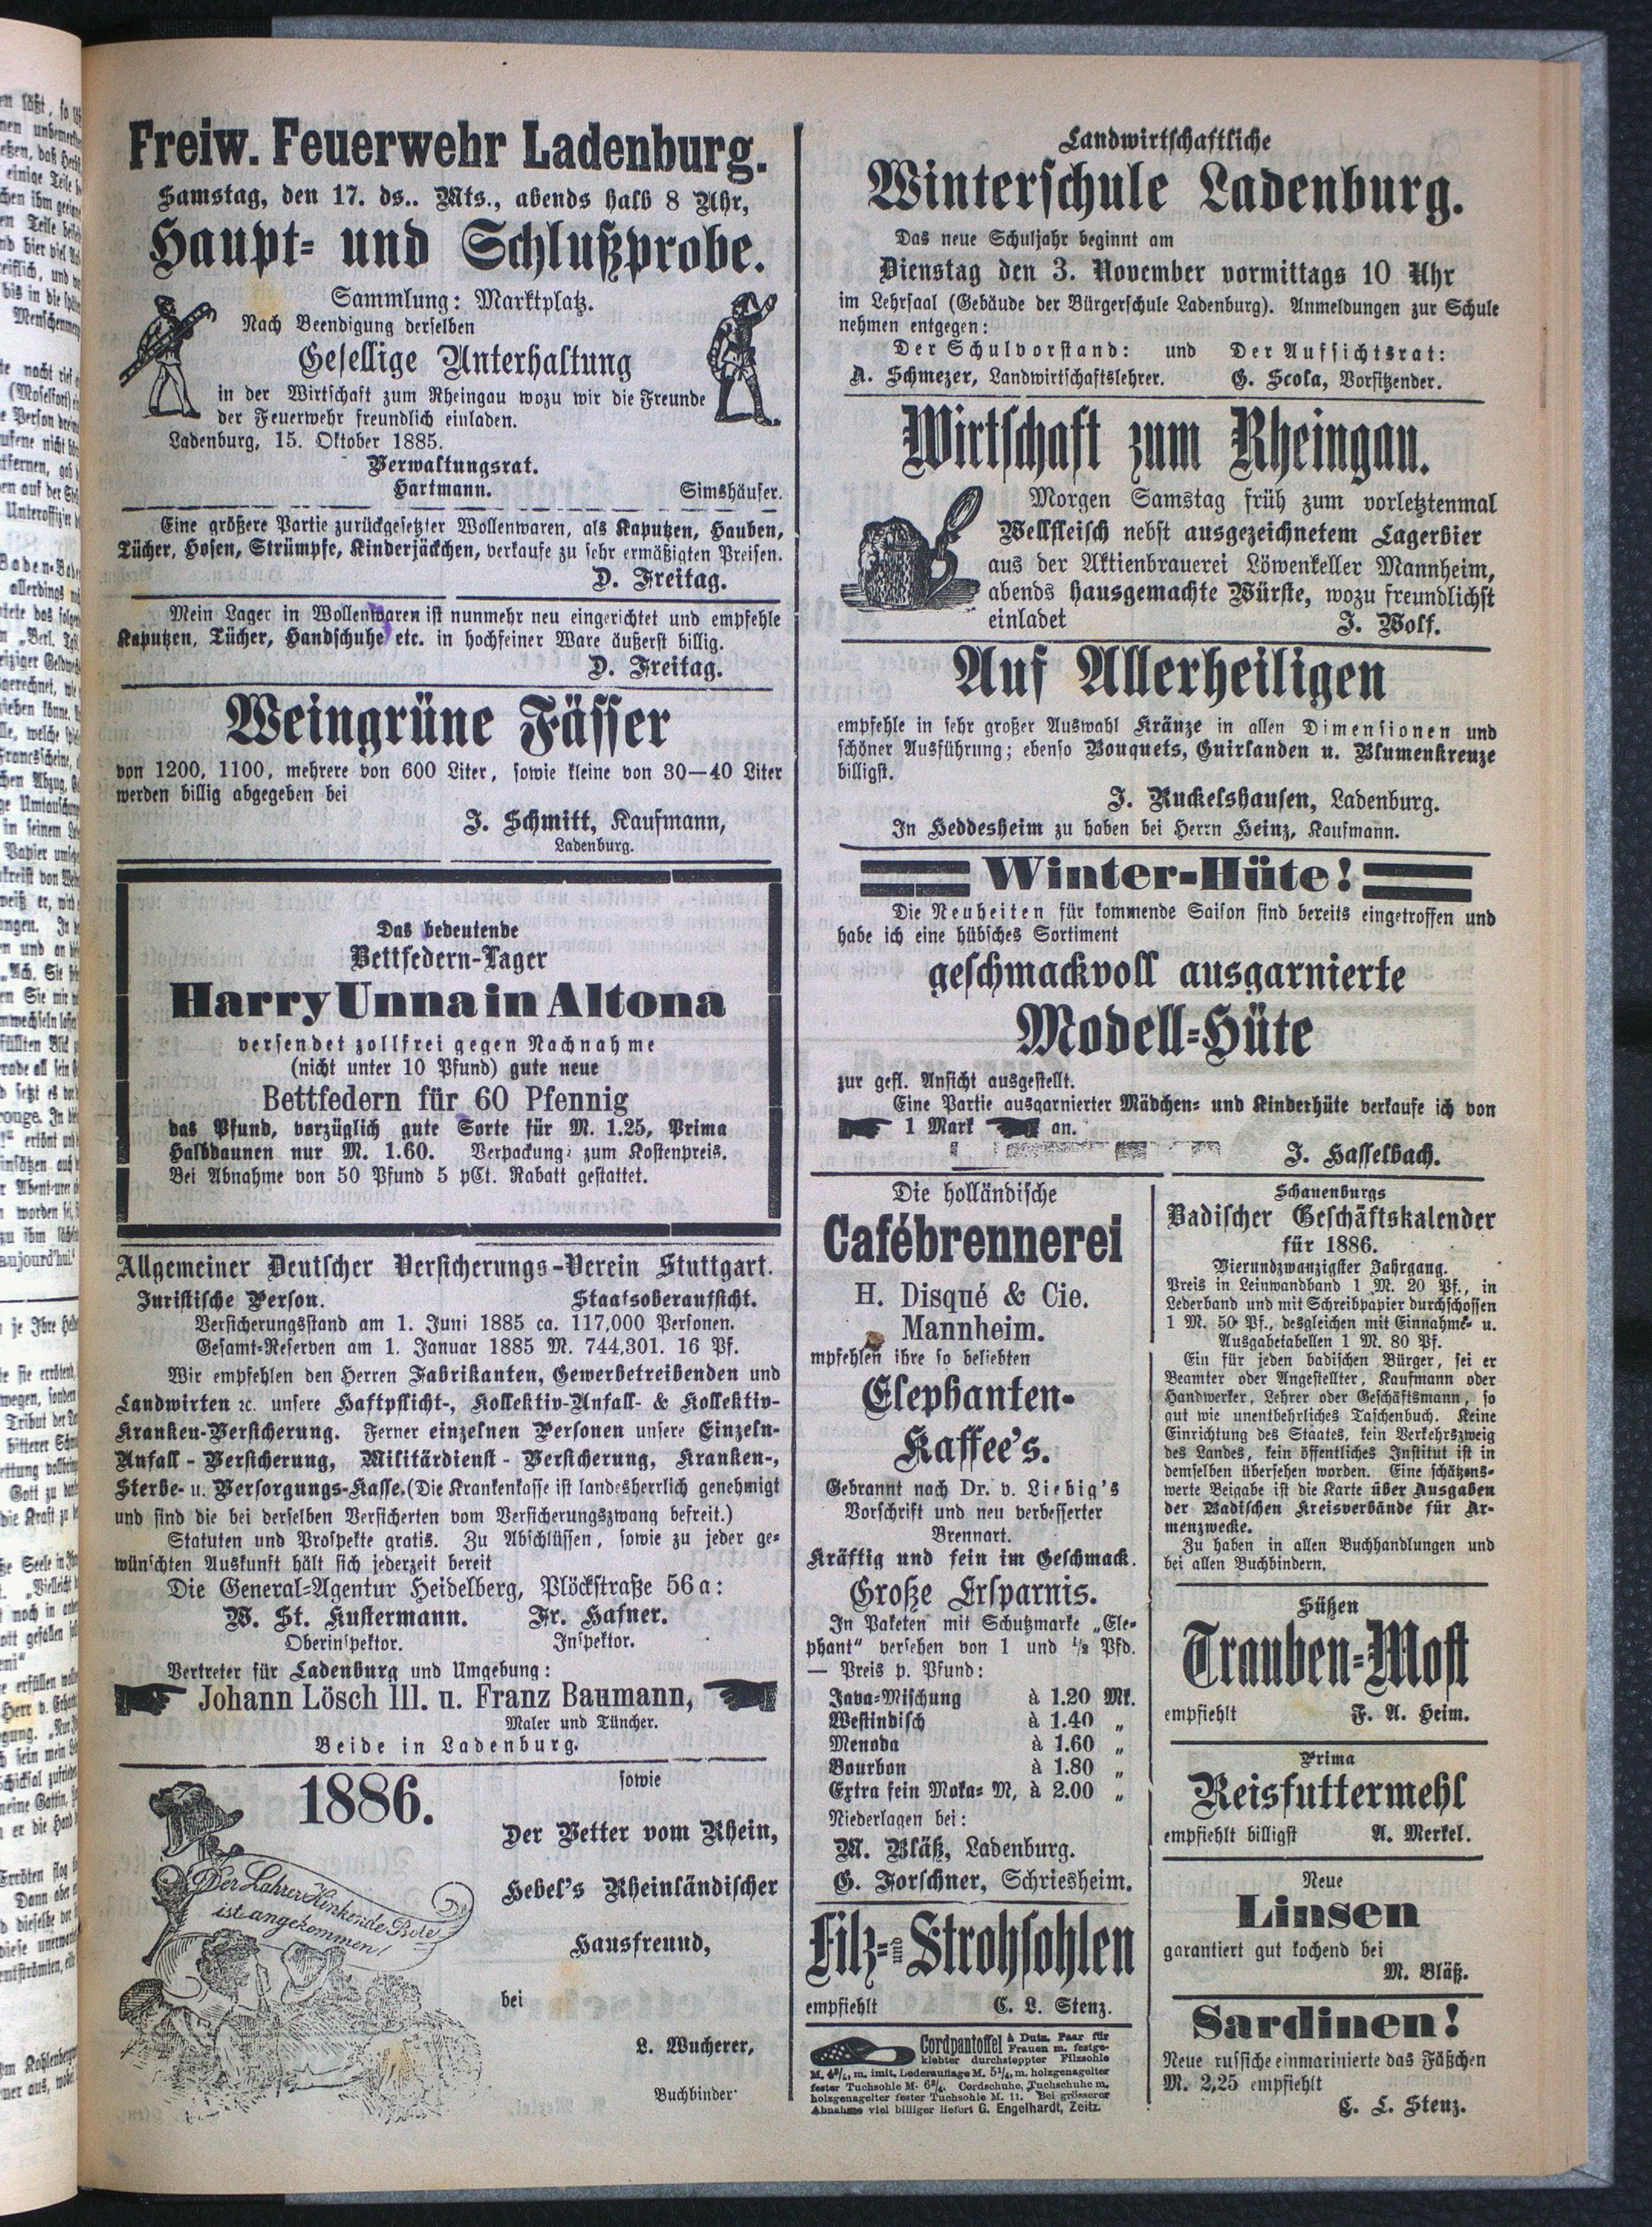 Freiw. Feuerwehr Ladenburg.
Samstag, den 17. ds.. Mts., abends halb 8 Uhr,
Haupt- und Schlußprobe.
Sammlung: Marktplatz.
Nach Beendigung derselben
Gesellige Unterhaltung
in der Wirtschaft zum Rheingau wozu wir die Freunde
der Feuerwehr freundlich einladen.
Ladenburg, 15. Oktober 1885.
Verwaltungsrat.
Hartmann. Simshäuser.
Eine größere Partie zurückgesetzter Wollenwaren, als Kaputzen, Hauben,
Tücher, Hosen, Strümpfe, Kinderjäckchen, verkaufe zu sehr ermäßigten Preisen.
D. Freitag.
Mein Lager in Wollenwaren ist nunmehr neu eingerichtet und empfehle
Kaputzen, Tücher, Handschuhe etc. in hochfeiner Ware äußerst billig.
D. Freitag.
Weingrüne Fässer
von 1200, 1100, mehrere von 600 Liter, sowie kleine von 30—40 Liter
werden billig abgegeben bei
J. Schmitt, Kaufmann,
Ladenburg.
Das bedeutende
Bettfedern-Lager
Harry Unna in Altona
versendet zollfrei gegen Nachnahme
(nicht unter 10 Pfund) gute neue
Bettfedern für 60 Pfennig
das Pfund, vorzüglich gute Sorte für M. 1.25, Prima
Halbdaunen nur M. 1.60. Verpackung zum Kostenpreis.
Bei Abnahme von 50 Pfund 5 pCt. Rabatt gestattet.
Allgemeiner Deutscher Versicherungs-Verein Stuttgart.
Juristische Person. Staatsoberaufsicht.
Versicherungsstand am 1. Juni 1885 ca. 117,000 Personen.
Gesamt-Reserven am 1. Januar 1885 M. 744,301. 16 Pf.
Wir empfehlen den Herren Fabrikanten, Gewerbetreibenden und
Landwirten ꝛc. unsere Haftpflicht-, Kollektiv-Unfall- & Kollektiv-
Kranken-Versicherung. Ferner einzelnen Personen unsere Einzeln-
Unfall-Versicherung, Militärdienst-Versicherung, Kranken-,
Sterbe- u. Versorgungs-Kasse.(Die Krankenkasse ist landesherrlich genehmigt
und sind die bei derselben Versicherten vom Versicherungszwang befreit.)
Statuten und Prospekte gratis. Zu Abschlüssen, sowie zu jeder ge-
wünschten Auskunft hält sich jederzeit bereit
Die General-Agentur Heidelberg, Plöckstraße 56a:
W. St. Kustermann. Fr. Hafner.
Oberinspektor. Inspektor.
Vertreter für Ladenburg und Umgebung:
Johann Lösch III. u. Franz Baumann,
Maler und Tüncher.
Beide in Ladenburg.
1886.
Der Lahrer Hinkende Bote
ist angekommen!
sowie
Der Vetter vom Rhein,
Hebel's Rheinländischer
Hausfreund,
bei
L. Wucherer,
Buchbinder
Landwirtschaftliche
Winterschule Ladenburg.
Das neue Schuljahr beginnt am
Dienstag den 3. November vormittags 10 Uhr
im Lehrsaal (Gebäude der Bürgerschule Ladenburg). Anmeldungen zur Schule
nehmen entgegen:
Der Schulvorstand: und Der Aufsichtsrat:
A. Schmezer, Landwirtschaftslehrer. G. Scola, Vorsitzender.
Wirtschaft zum Rheingau.
Morgen Samstag früh zum vorletztenmal
Wellfleisch nebst ausgezeichnetem Lagerbier
aus der Aktienbrauerei Löwenkeller Mannheim,
abends hausgemachte Würste, wozu freundlichst
einladet J. Wolf.
Auf Allerheiligen
empfehle in sehr großer Auswahl Kränze in allen Dimensionen und
schöner Ausführung; ebenso Bouquets, Guirlanden u. Blumenkreuze
billigst.
J. Ruckelshausen, Ladenburg.
In Heddesheim zu haben bei Herrn Heinz, Kaufmann.
Winter-Hüte!
Die Neuheiten für kommende Saison sind bereits eingetroffen und
habe ich eine hübsches Sortiment
geschmackvoll ausgarnierte
Modell-Hüte
zur gefl. Ansicht ausgestellt.
Eine Partie ausgarnierter Mädchen- und Kinderhüte verkaufe ich von
1 Mark an.
J. Hasselbach.
Die holländische
Cafébrennerei
H. Disqué & Cie.
Mannheim.
mpfehlen ihre so beliebten
Elephanten-
Kaffee's.
Gebrannt nach Dr. v. Liebig's
Vorschrift und neu verbesserter
Brennart.
Kräftig und fein im Geschmack.
Große Ersparnis.
In Paketen mit Schutzmarke „Ele-
phant" versehen von 1 und ½ Pfd.
— Preis p. Pfund:
Java-Mischung à 1.20 Mk.
Westindisch à 1.40 „
Menoda à 1.60 „
Bourbon à 1.80 „
Extra fein Moka- M, à 2.00 „
Niederlagen bei:
M. Bläß, Ladenburg.
G. Forschner, Schriesheim.
Filz- und Strohsohlen
empfiehlt C. L. Stenz.
Cordpantoffel à Dutz. Paar für
Frauen m. festge-
klebter durchsteppter Filzsohle
M. 4¾, m. imit. Lederauflage M. 5¼, m. holzgenagelter
fester Tuchsohle M. 6¾. Cordschuhe, Tuchschuhe m.
holzgenagelter fester Tuchsohle M. 11. Bei grösserer
Abnahme viel billiger liefert G. Engelhardt, Zeitz.
Schauenburgs
Badischer Geschäftskalender
für 1886.
Vierundzwanzigster Jahrgang.
Preis in Leinwandband 1 M. 20 Pf., in
Lederband und mit Schreibpapier durchschossen
1 M. 50 Pf., desgleichen mit Einnahme- u.
Ausgabetabellen 1 M. 80 Pf.
Ein für jeden badischen Bürger, sei er
Beamter oder Angestellter, Kaufmann oder
Handwerker, Lehrer oder Geschäftsmann, so
gut wie unentbehrliches Taschenbuch. Keine
Einrichtung des Staates, kein Verkehrszweig
des Landes, kein öffentliches Institut ist in
demselben übersehen worden. Eine schätzens-
werte Beigabe ist die Karte über Ausgaben
der Badischen Kreisverbände für Ar-
menzwecke.
Zu haben in allen Buchhandlungen und
bei allen Buchbindern.
Süßen
Trauben-Most
empfiehlt F. A. Heim.
Prima
Reisfuttermehl
empfiehlt billigst A. Merkel.
Neue
Linsen
garantiert gut kochend bei
M. Bläß.
Sardinen!
Neue russiche einmarinierte das Fäßchen
M. 2,25 empfiehlt
C. L. Stenz.